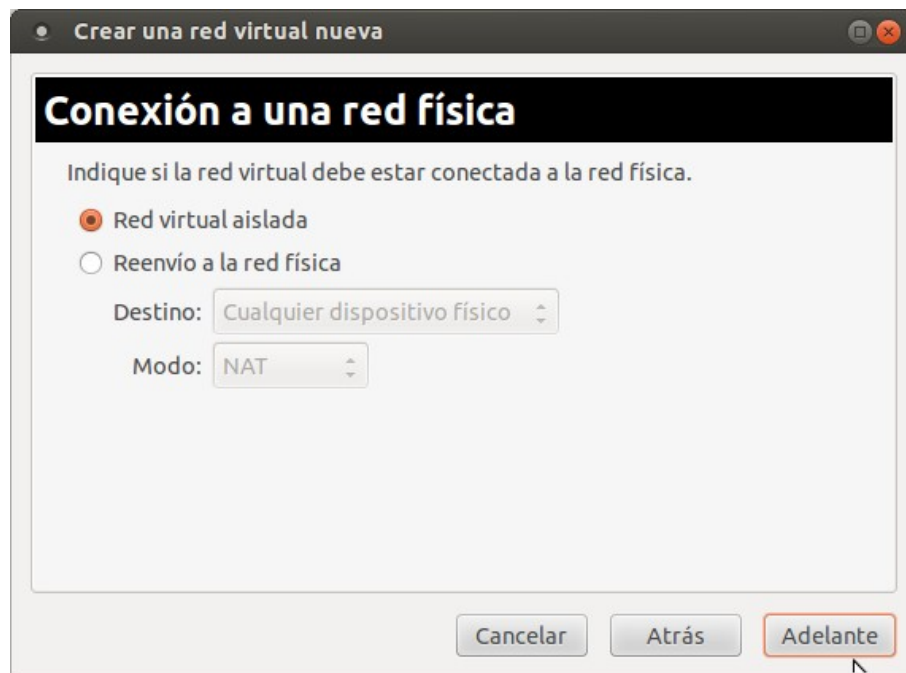 Crear una red virtual nueva
Conexión a una red física
Indique si la red virtual debe estar conectada a la red física.
Red virtual aislada
Reenvío a la red física
Destino: Cualquier dispositivo físico
Modo: NAT
Cancelar Atrás Adelante